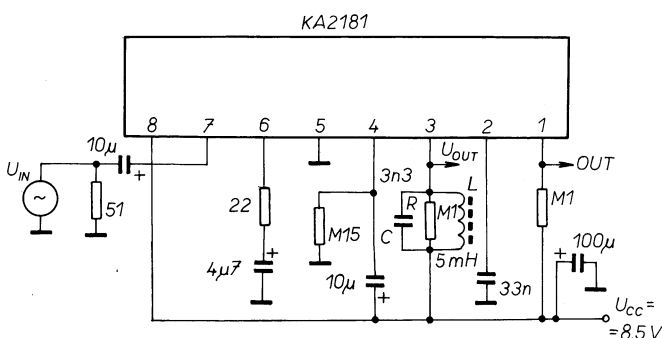 KA2181
8 7 6 5 4 3 2 1
10µ
+
U_IN
~
51
22
4µ7
+
M15
10µ
+
3n3
U_OUT
R
C
M1
L
5mH
33n
OUT
M1
+
100µ
U_CC =
= 8.5 V